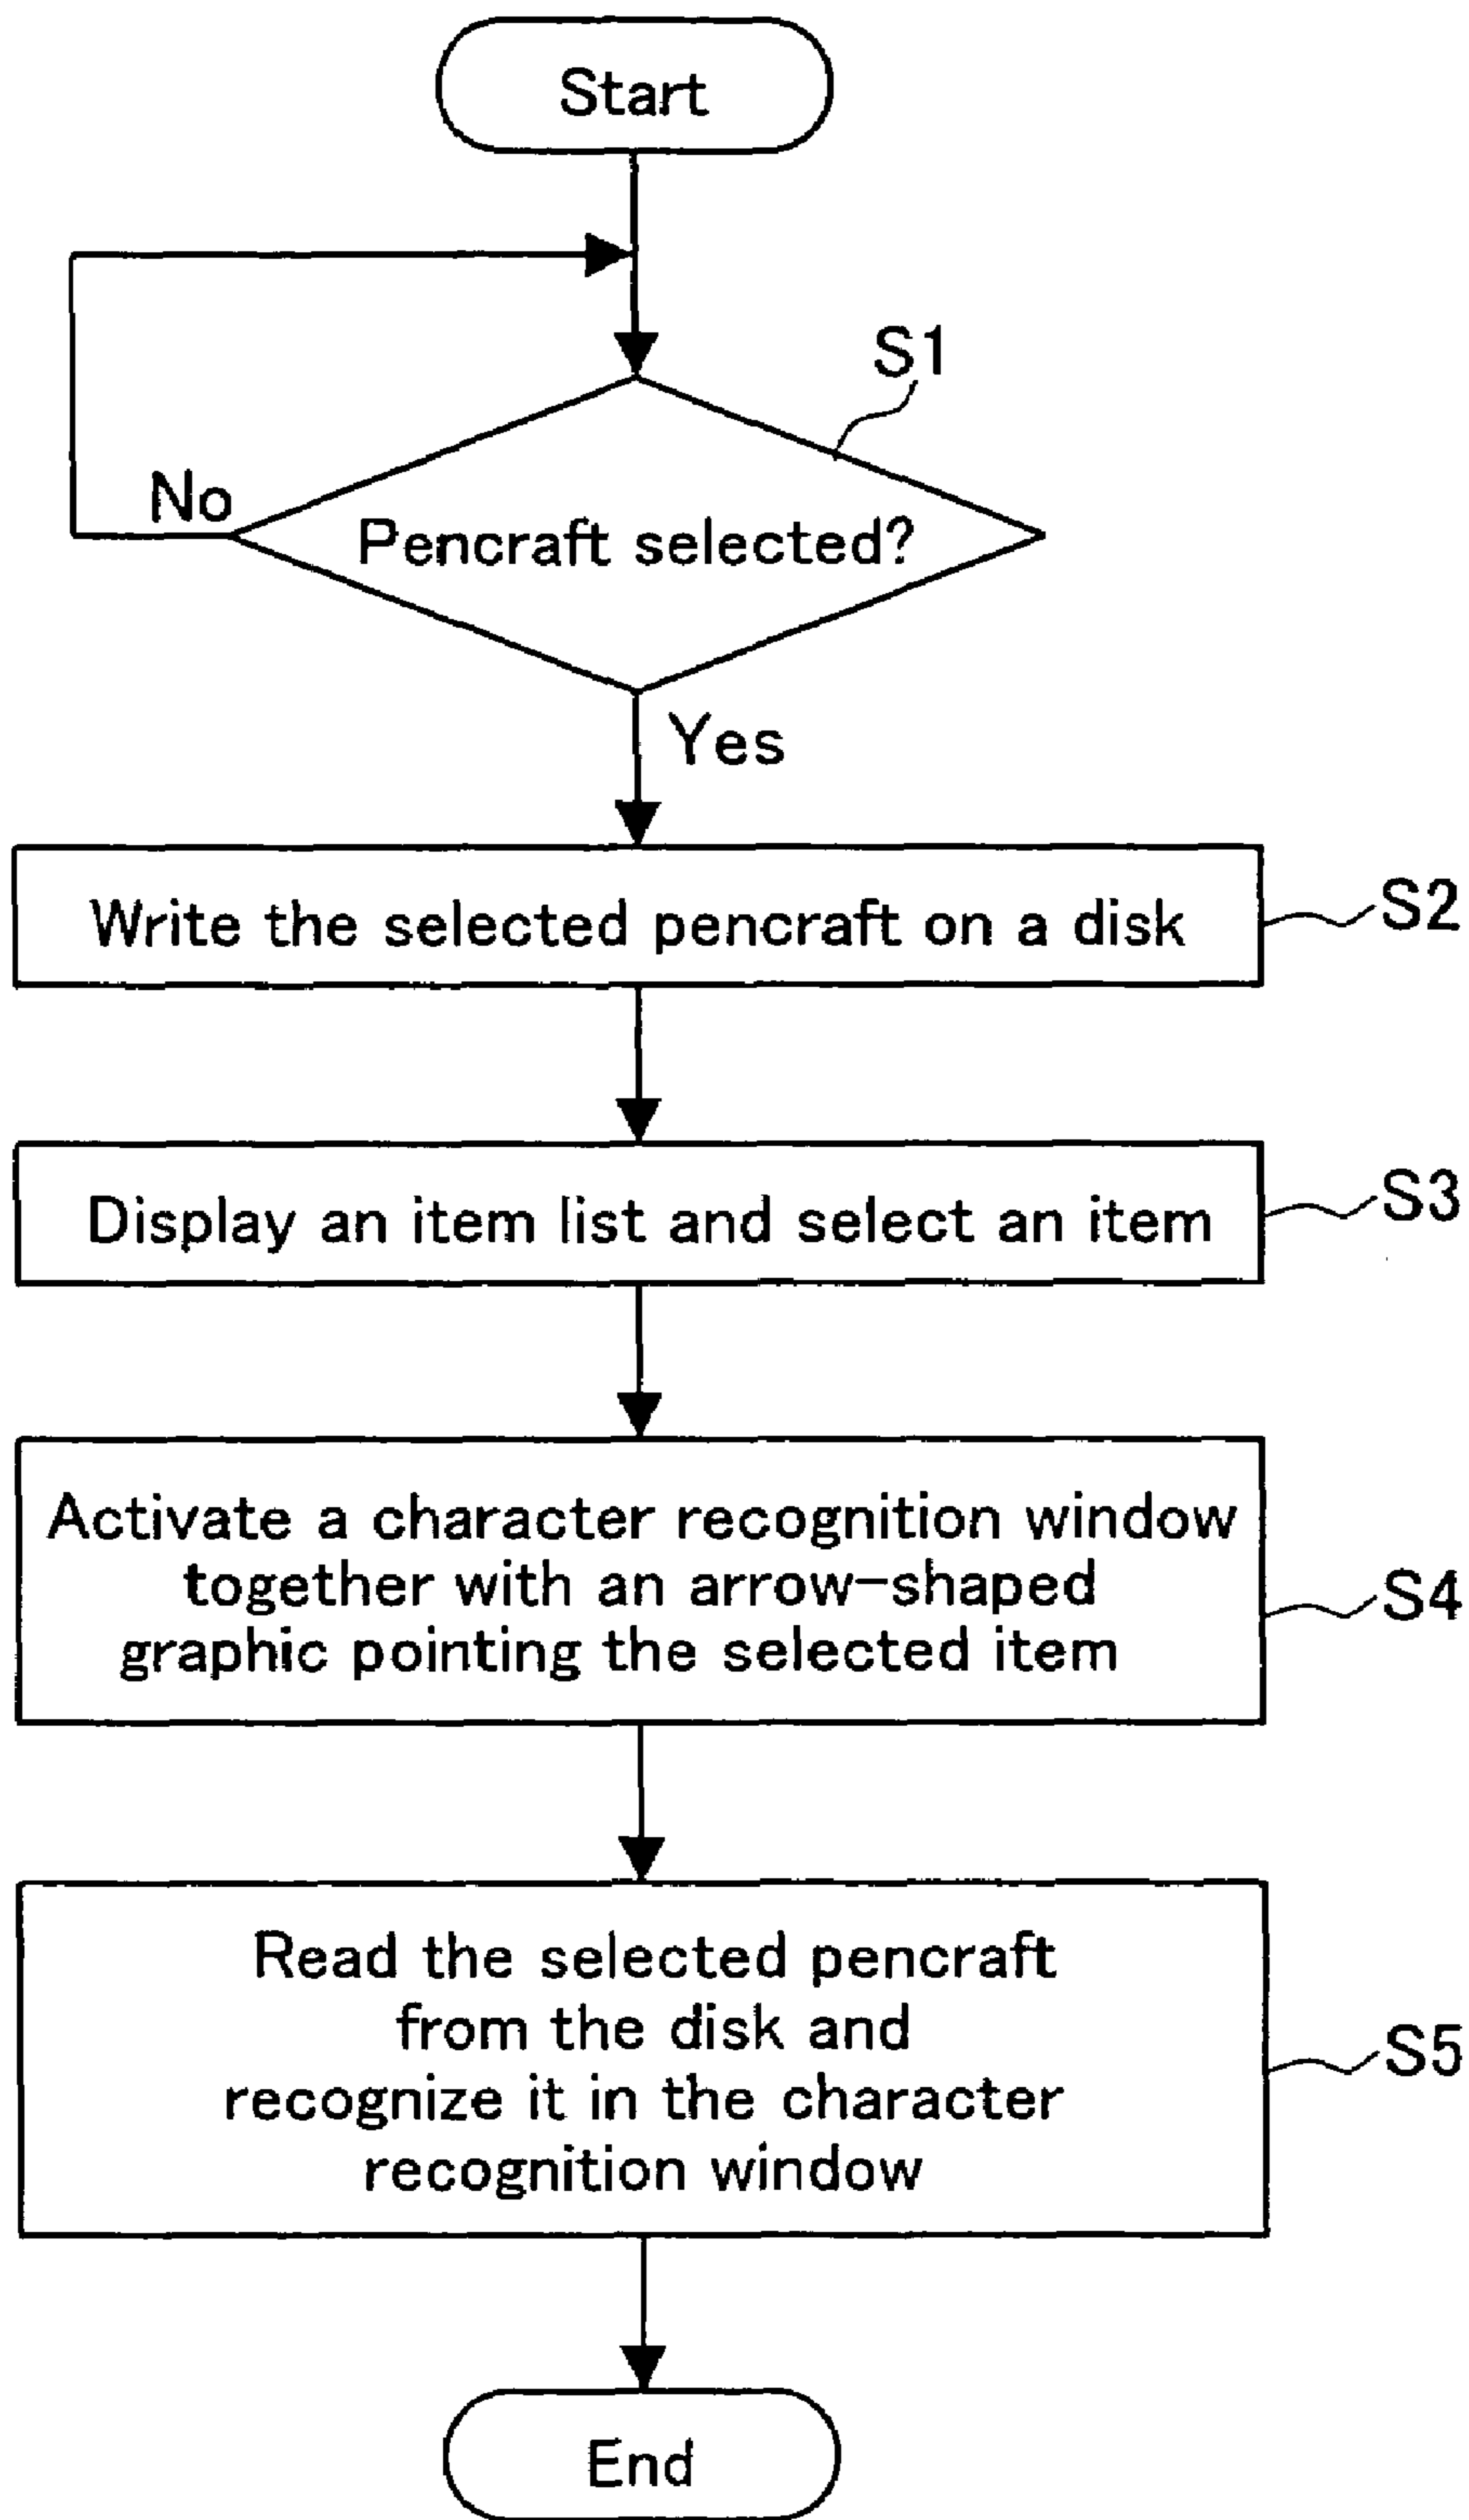 Start
S1
No
Pencraft selected?
Yes
Write the selected pencraft on a disk
S2
Display an item list and select an item
S3
Activate a character recognition window
together with an arrow-shaped
graphic pointing the selected item
S4
Read the selected pencraft
from the disk and
recognize it in the character
recognition window
S5
End